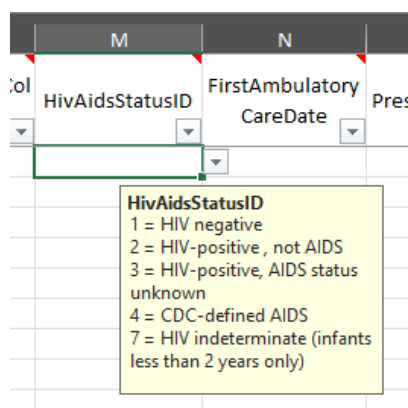 M N
Col HivAidsStatusID FirstAmbulatory
CareDate Pres
HivAidsStatusID
1 = HIV negative
2 = HIV-positive , not AIDS
3 = HIV-positive, AIDS status
unknown
4 = CDC-defined AIDS
7 = HIV indeterminate (infants
less than 2 years only)